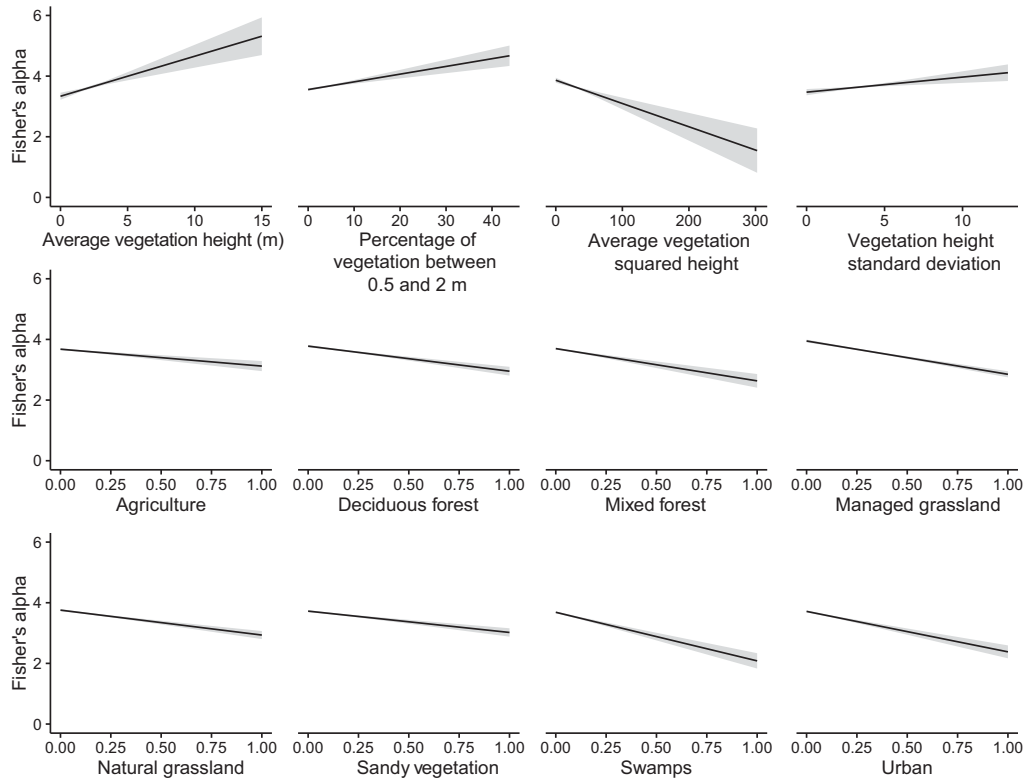 Fisher's alpha
6
4
2
0
0 5 10 15
0 10 20 30 40
0 100 200 300
0 5 10
Average vegetation height (m)
Percentage of
vegetation between
0.5 and 2 m
Average vegetation
squared height
Vegetation height
standard deviation
Fisher's alpha
6
4
2
0
0.00 0.25 0.50 0.75 1.00
0.00 0.25 0.50 0.75 1.00
0.00 0.25 0.50 0.75 1.00
0.00 0.25 0.50 0.75 1.00
Agriculture
Deciduous forest
Mixed forest
Managed grassland
Fisher's alpha
6
4
2
0
0.00 0.25 0.50 0.75 1.00
0.00 0.25 0.50 0.75 1.00
0.00 0.25 0.50 0.75 1.00
0.00 0.25 0.50 0.75 1.00
Natural grassland
Sandy vegetation
Swamps
Urban